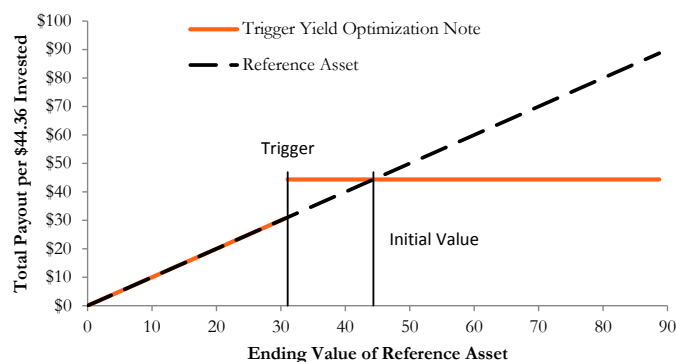 $100
$90
$80
$70
$60
$50
$40
$30
$20
$10
$0
Total Payout per $44.36 Invested
Trigger Yield Optimization Note
Reference Asset
Trigger
Initial Value
0 10 20 30 40 50 60 70 80 90
Ending Value of Reference Asset